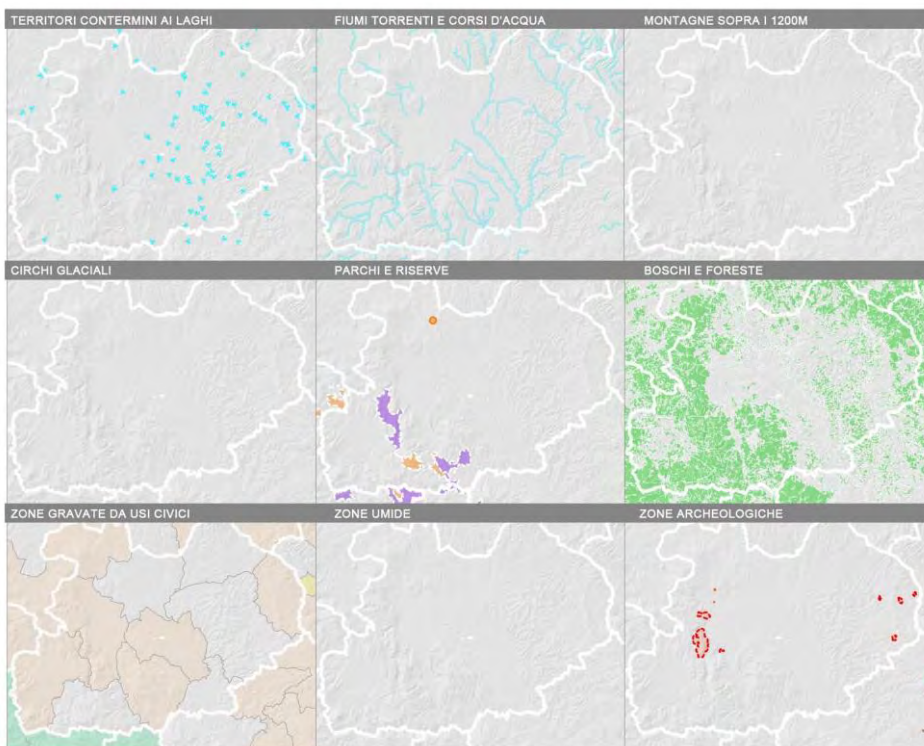 TERRITORI CONTERMINI AI LAGHI
FIUMI TORRENTI E CORSI D'ACQUA
MONTAGNE SOPRA I 1200M
CIRCHI GLACIALI
PARCHI E RISERVE
BOSCHI E FORESTE
ZONE GRAVATE DA USI CIVICI
ZONE UMIDE
ZONE ARCHEOLOGICHE